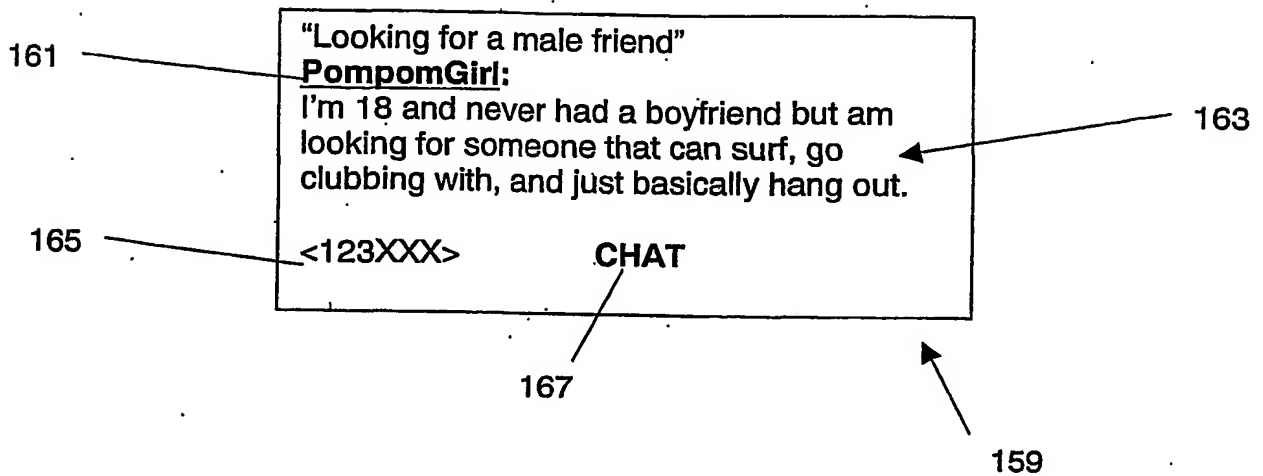 "Looking for a male friend"
161
PompomGirl:
I'm 18 and never had a boyfriend but am
looking for someone that can surf, go
clubbing with, and just basically hang out.
163
165
<123XXX>
CHAT
167
159